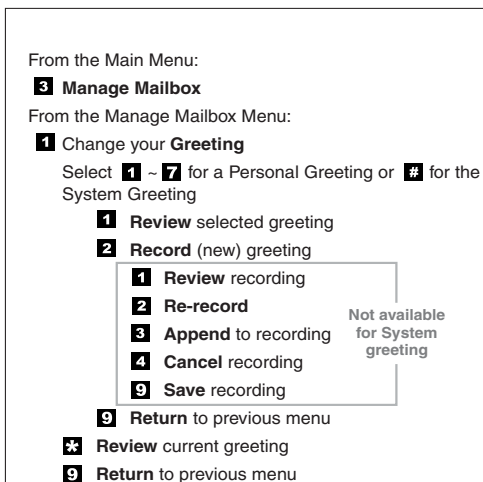 From the Main Menu:
3 Manage Mailbox
From the Manage Mailbox Menu:
1 Change your Greeting
Select 1 ~ 7 for a Personal Greeting or # for the
System Greeting
1 Review selected greeting
2 Record (new) greeting
1 Review recording
2 Re-record
3 Append to recording
4 Cancel recording
9 Save recording
Not available
for System
greeting
9 Return to previous menu
* Review current greeting
9 Return to previous menu